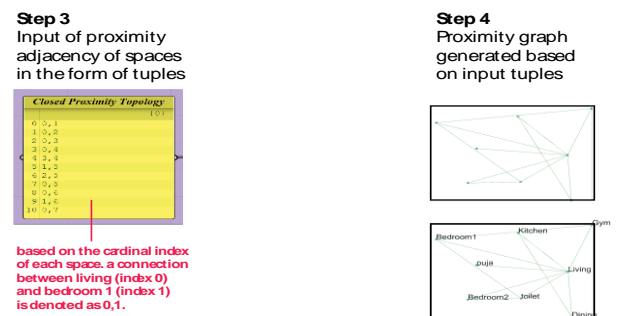 Step 3
Input of proximity
adjacency of spaces
in the form of tuples
Closed Proximity Topology
{0}
0 0,1
1 0,2
2 0,3
3 0,4
4 3,4
5 1,5
6 2,5
7 0,5
8 0,6
9 1,6
10 0,7
based on the cardinal index
of each space. a connection
between living (index 0)
and bedroom 1 (index 1)
is denoted as 0,1.
Step 4
Proximity graph
generated based
on input tuples
Gym
Kitchen
Bedroom1
puja
Living
Bedroom2
toilet
Dining